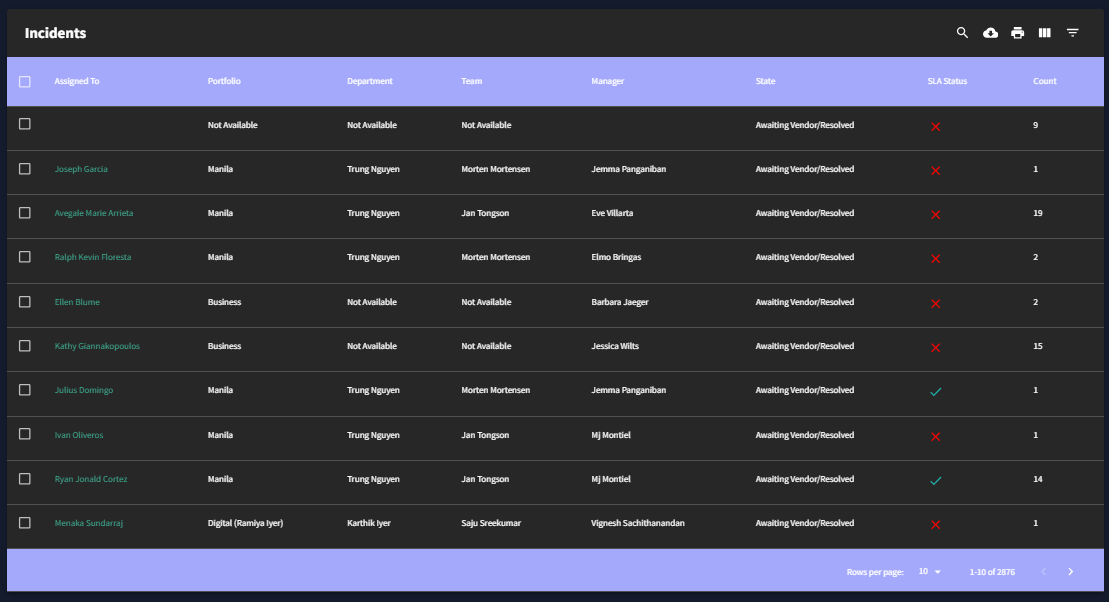 Incidents
Assigned To Portfolio Department Team Manager State SLA Status Count
Not Available Not Available Not Available Awaiting Vendor/Resolved 9
Joseph Garcia Manila Trung Nguyen Morten Mortensen Jemma Panganiban Awaiting Vendor/Resolved 1
Avegale Marie Arrieta Manila Trung Nguyen Jan Tongson Eve Villarta Awaiting Vendor/Resolved 19
Ralph Kevin Floresta Manila Trung Nguyen Morten Mortensen Elmo Bringas Awaiting Vendor/Resolved 2
Ellen Blume Business Not Available Not Available Barbara Jaeger Awaiting Vendor/Resolved 2
Kathy Giannakopoulos Business Not Available Not Available Jessica Wilts Awaiting Vendor/Resolved 15
Julius Domingo Manila Trung Nguyen Morten Mortensen Jemma Panganiban Awaiting Vendor/Resolved 1
Ivan Oliveros Manila Trung Nguyen Jan Tongson Mj Montiel Awaiting Vendor/Resolved 1
Ryan Jonald Cortez Manila Trung Nguyen Jan Tongson Mj Montiel Awaiting Vendor/Resolved 14
Menaka Sundarraj Digital (Ramiya Iyer) Karthik Iyer Saju Sreekumar Vignesh Sachithanandan Awaiting Vendor/Resolved 1
Rows per page: 10 1-10 of 2876